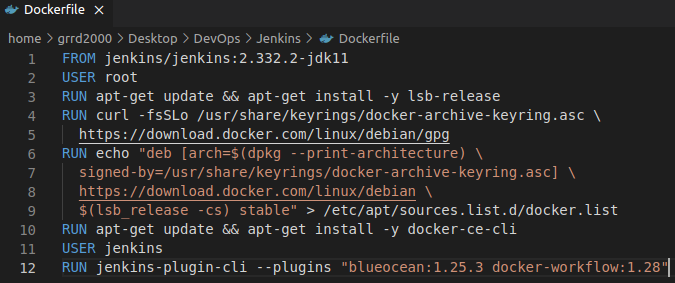 Dockerfile ×
home > grrd2000 > Desktop > DevOps > Jenkins > Dockerfile
1 FROM jenkins/jenkins:2.332.2-jdk11
2 USER root
3 RUN apt-get update && apt-get install -y lsb-release
4 RUN curl -fsSLo /usr/share/keyrings/docker-archive-keyring.asc \
5 https://download.docker.com/linux/debian/gpg
6 RUN echo "deb [arch=$(dpkg --print-architecture) \
7 signed-by=/usr/share/keyrings/docker-archive-keyring.asc] \
8 https://download.docker.com/linux/debian \
9 $(lsb_release -cs) stable" > /etc/apt/sources.list.d/docker.list
10 RUN apt-get update && apt-get install -y docker-ce-cli
11 USER jenkins
12 RUN jenkins-plugin-cli --plugins "blueocean:1.25.3 docker-workflow:1.28"